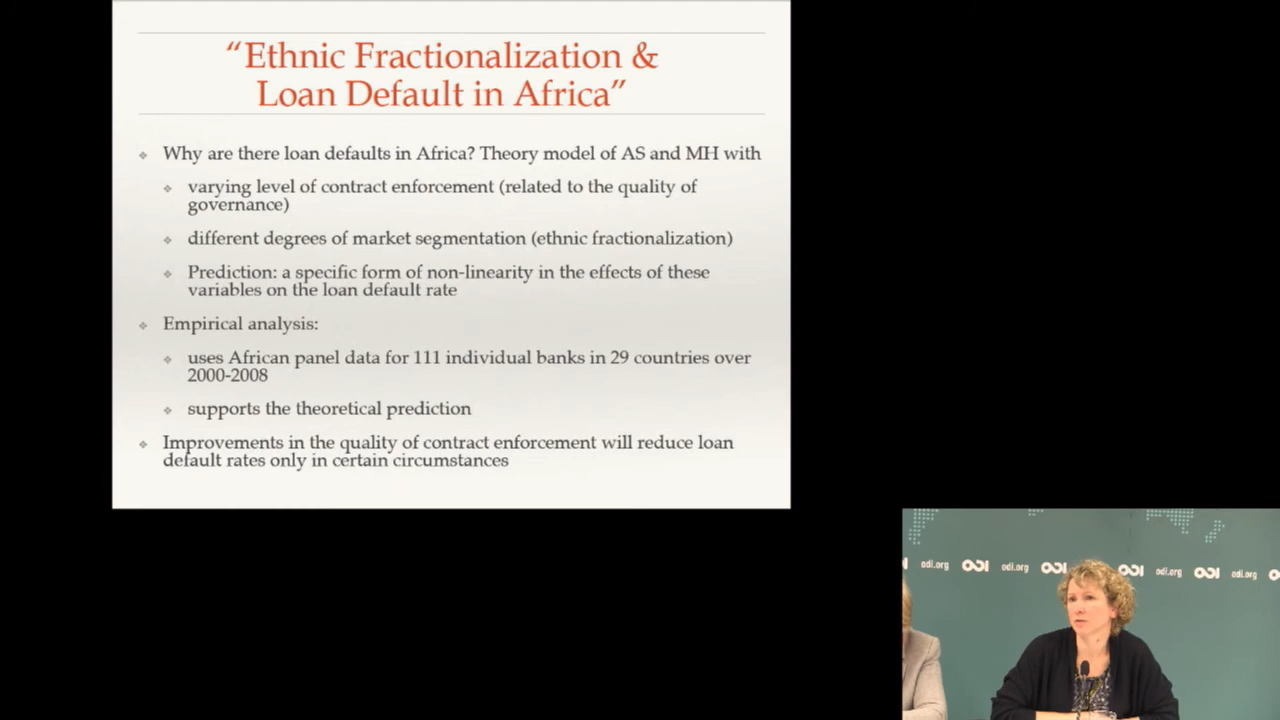 “Ethnic Fractionalization &
Loan Default in Africa”
Why are there loan defaults in Africa? Theory model of AS and MH with
varying level of contract enforcement (related to the quality of
governance)
different degrees of market segmentation (ethnic fractionalization)
Prediction: a specific form of non-linearity in the effects of these
variables on the loan default rate
Empirical analysis:
uses African panel data for 111 individual banks in 29 countries over
2000-2008
supports the theoretical prediction
Improvements in the quality of contract enforcement will reduce loan
default rates only in certain circumstances
odi.org ODI odi.org ODI ODI odi.org ODI odi.org